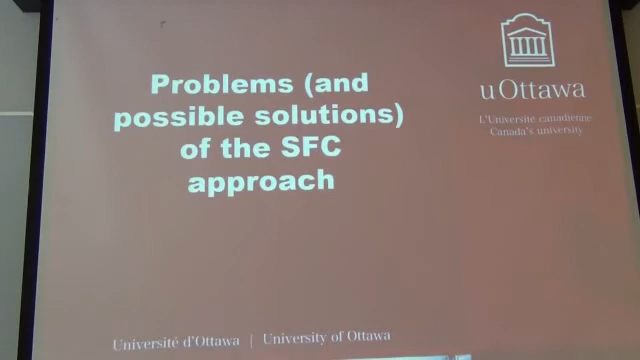 Problems (and
possible solutions)
of the SFC
approach
uOttawa
L'Université canadienne
Canada's university
Université d'Ottawa | University of Ottawa